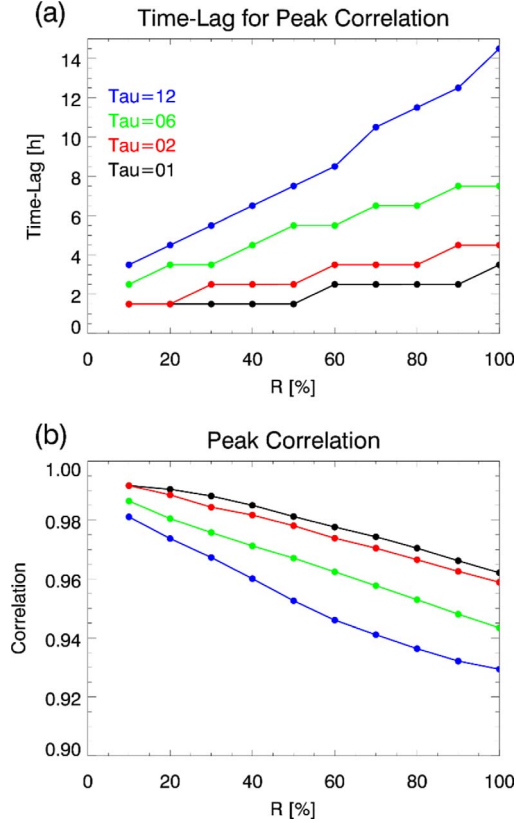 (a)
Time-Lag for Peak Correlation
14
12
10
8
6
4
2
0
Time-Lag [h]
Tau=12
Tau=06
Tau=02
Tau=01
0 20 40 60 80 100
R [%]
(b)
Peak Correlation
1.00
0.98
0.96
0.94
0.92
0.90
Correlation
0 20 40 60 80 100
R [%]